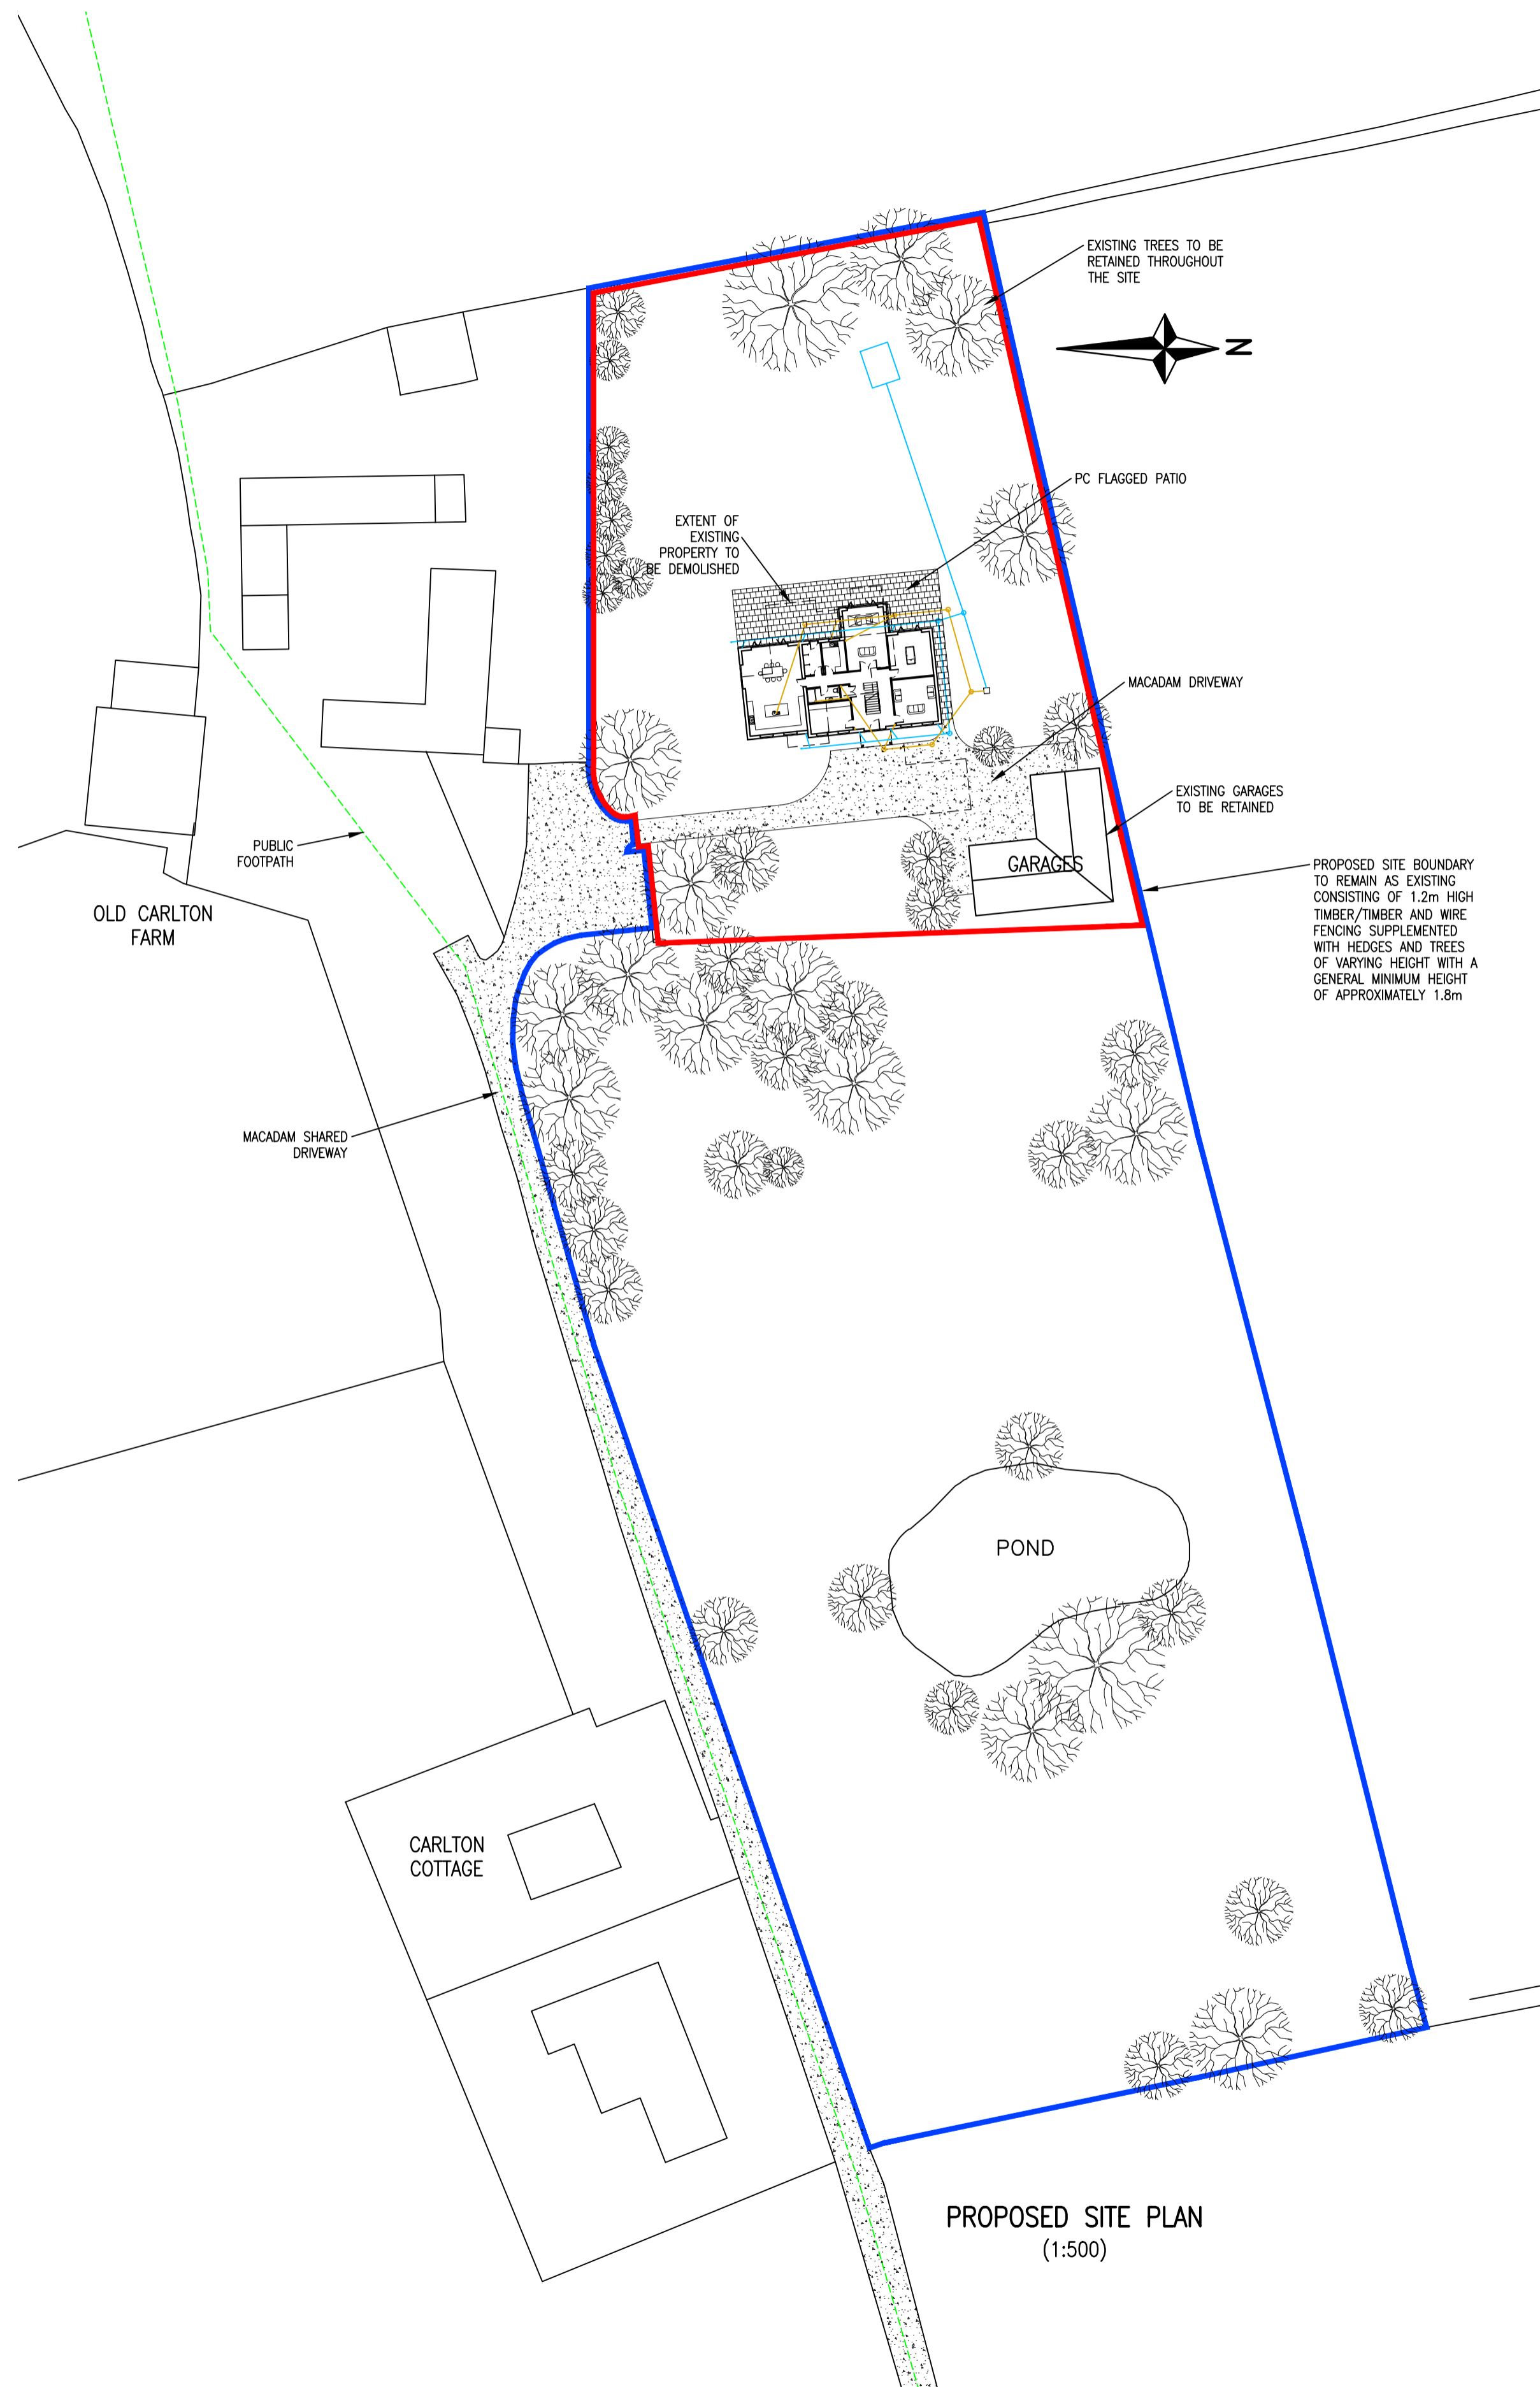 EXISTING TREES TO BE
RETAINED THROUGHOUT
THE SITE
N
PC FLAGGED PATIO
EXTENT OF
EXISTING
PROPERTY TO
BE DEMOLISHED
MACADAM DRIVEWAY
EXISTING GARAGES
TO BE RETAINED
GARAGES
PUBLIC
FOOTPATH
PROPOSED SITE BOUNDARY
TO REMAIN AS EXISTING
CONSISTING OF 1.2m HIGH
TIMBER/TIMBER AND WIRE
FENCING SUPPLEMENTED
WITH HEDGES AND TREES
OF VARYING HEIGHT WITH A
GENERAL MINIMUM HEIGHT
OF APPROXIMATELY 1.8m
OLD CARLTON
FARM
MACADAM SHARED
DRIVEWAY
POND
CARLTON
COTTAGE
PROPOSED SITE PLAN
(1:500)